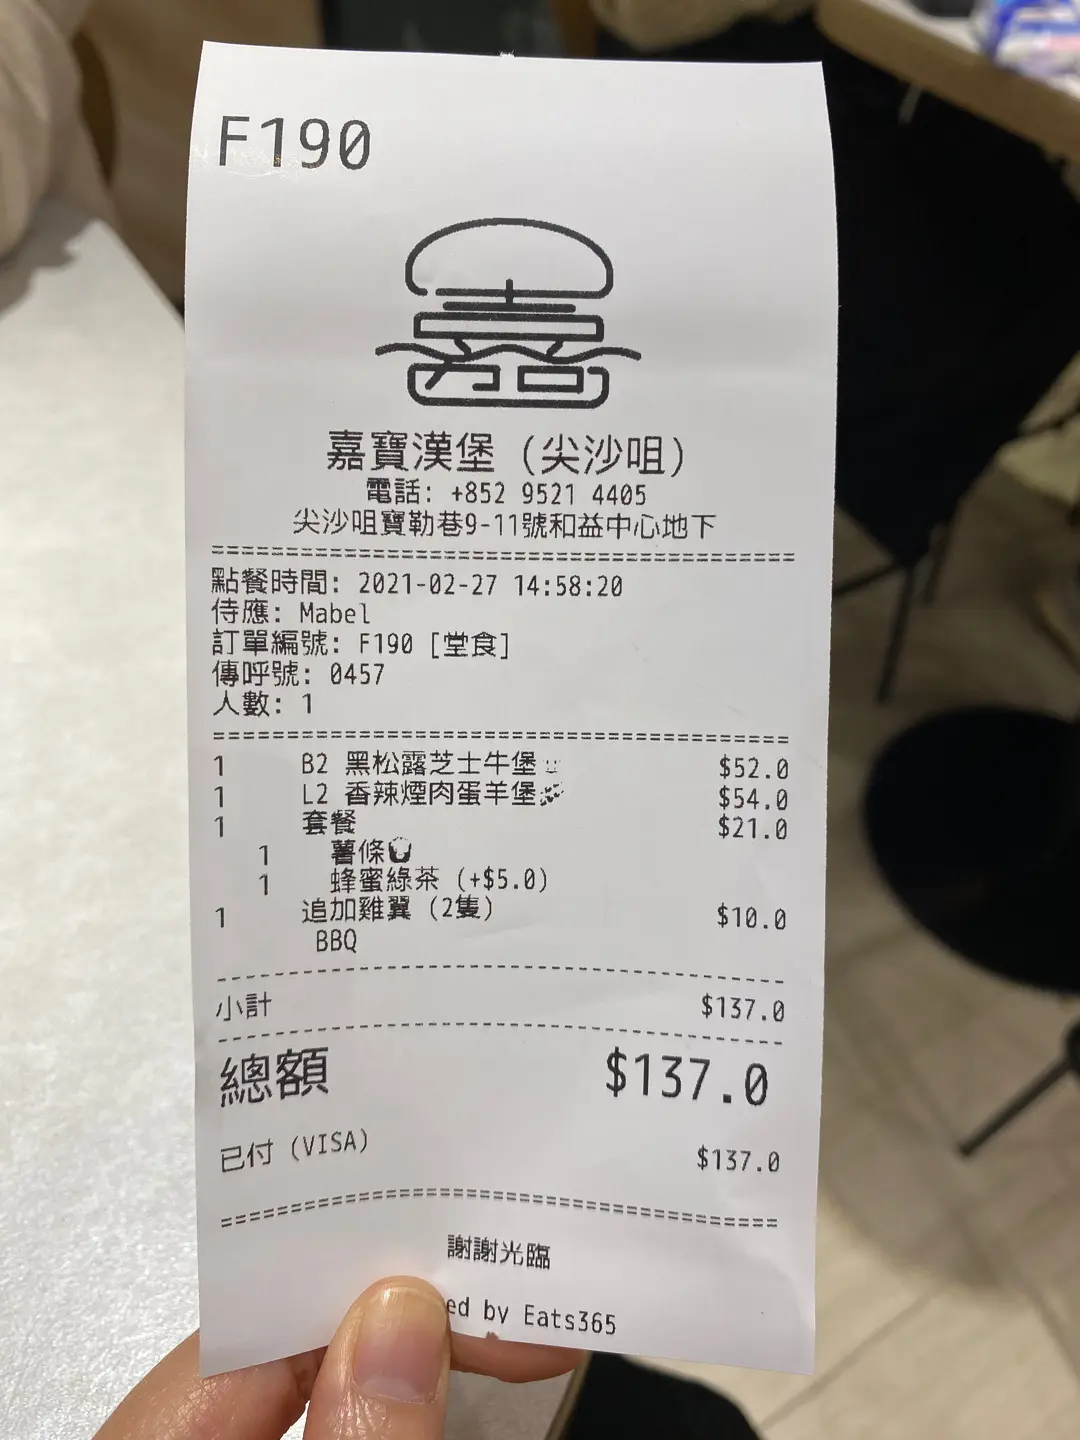 F190
嘉寶漢堡 (尖沙咀)
電話: +852 9521 4405
尖沙咀寶勒巷9-11號和益中心地下
點餐時間: 2021-02-27 14:58:20
侍應: Mabel
訂單編號: F190 [堂食]
傳呼號: 0457
人數: 1
1 B2 黑松露芝士牛堡 $52.0
1 L2 香辣煙肉蛋羊堡 $54.0
1 套餐 $21.0
1 薯條
1 蜂蜜綠茶 (+$5.0)
1 追加雞翼 (2隻) $10.0
BBQ
小計 $137.0
總額 $137.0
已付 (VISA) $137.0
謝謝光臨
ed by Eats365